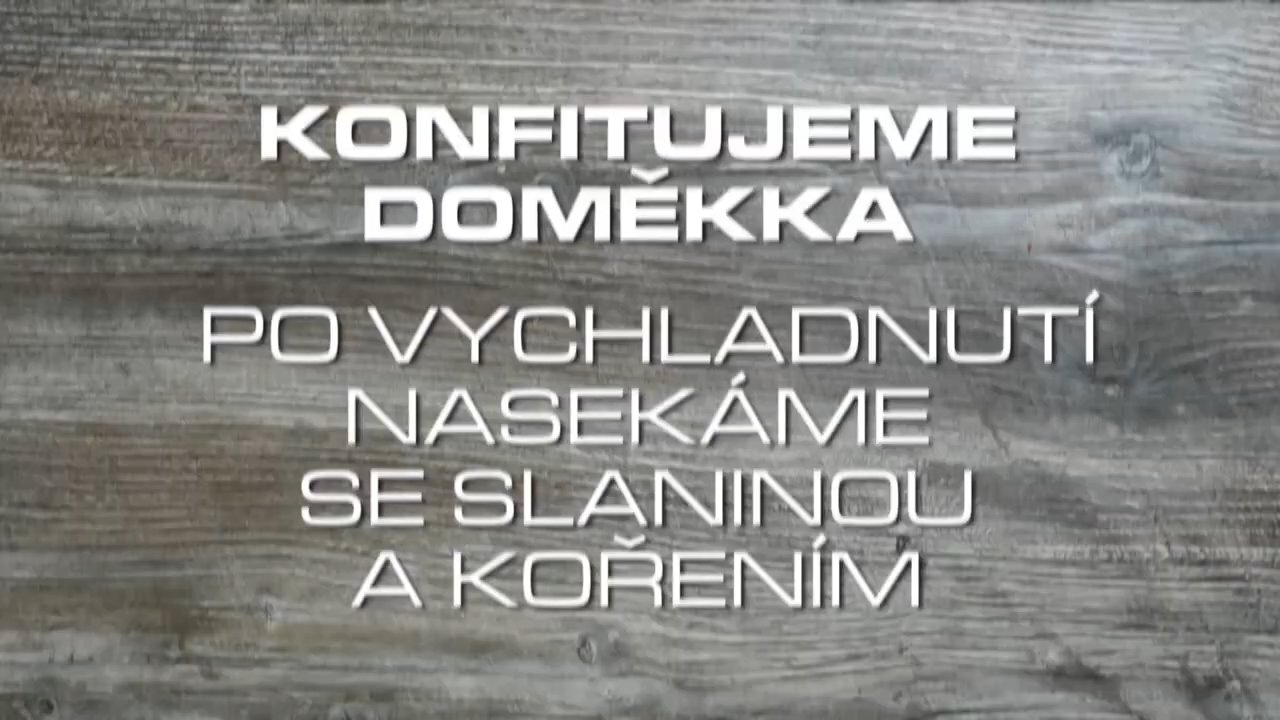 KONFITUJEME
DOMĚKKA
PO VYCHLADNUTÍ
NASEKÁME
SE SLANINOU
A KOŘENÍM